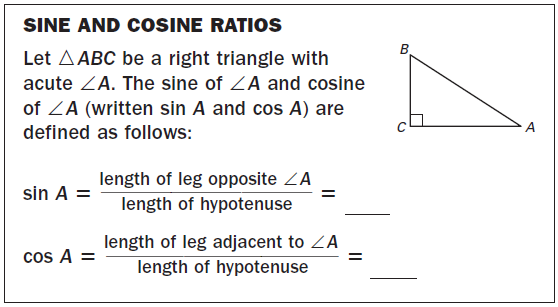 SINE AND COSINE RATIOS
Let △ABC be a right triangle with
acute ∠A. The sine of ∠A and cosine
of ∠A (written sin A and cos A) are
defined as follows:
B
C
A
sin A = length of leg opposite ∠A / length of hypotenuse = ____
cos A = length of leg adjacent to ∠A / length of hypotenuse = ____